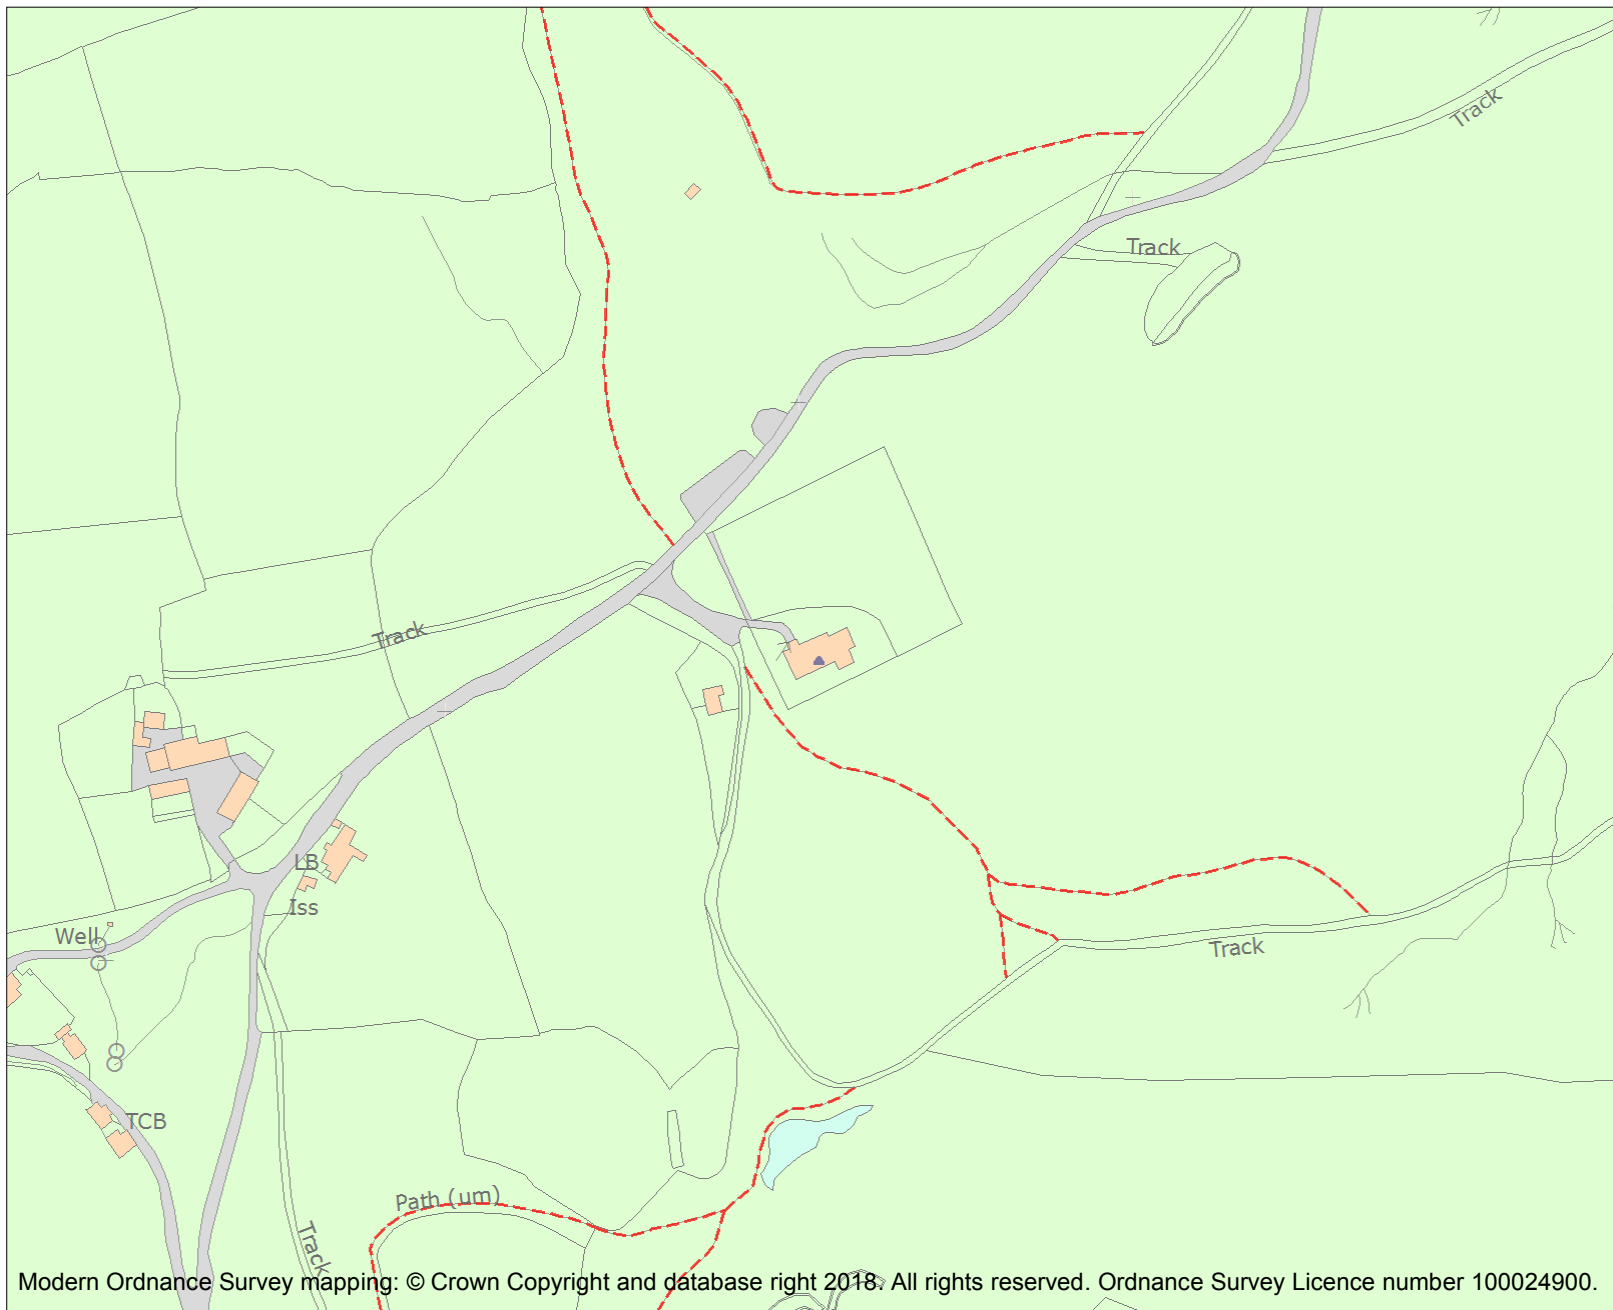 Track
Track
Track
LB
Iss
Well
Track
TCB
Path (um)
Track
Modern Ordnance Survey mapping: © Crown Copyright and database right 2018. All rights reserved. Ordnance Survey Licence number 100024900.